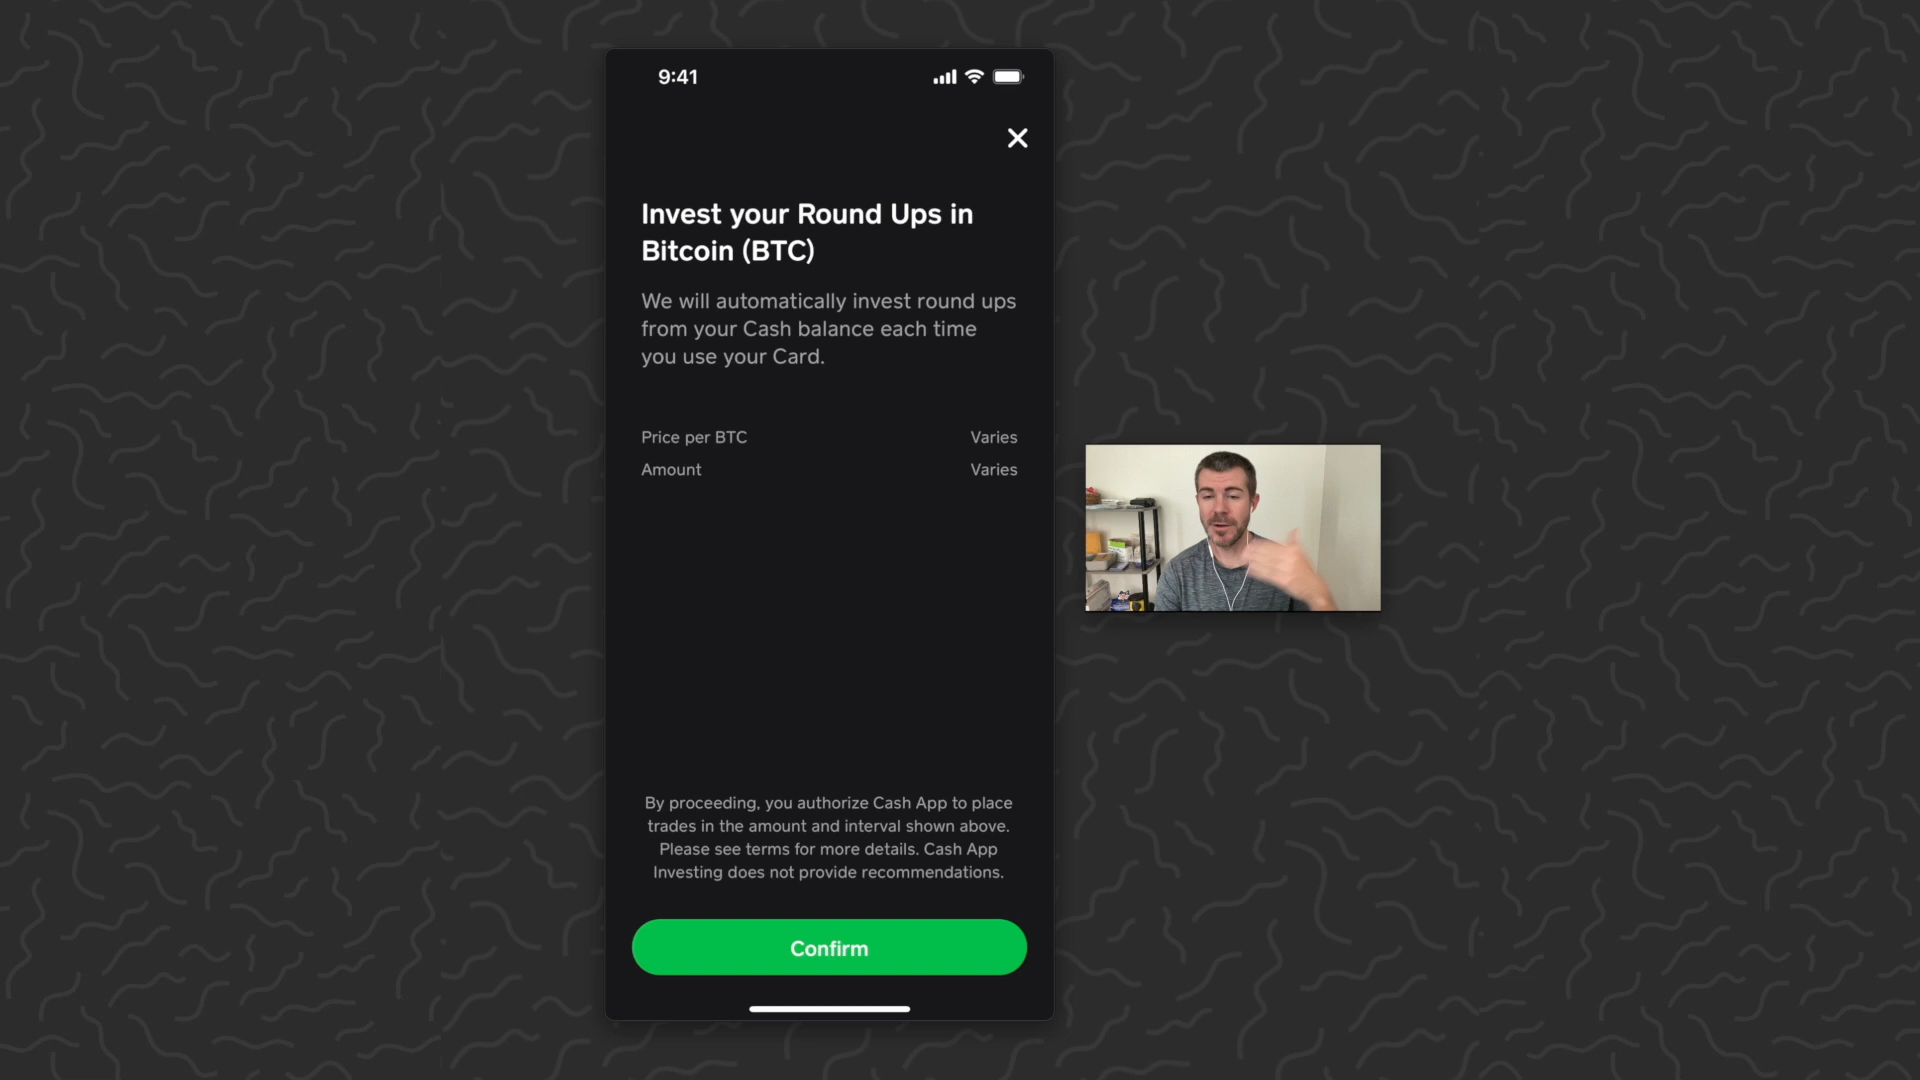 9:41
Invest your Round Ups in
Bitcoin (BTC)
We will automatically invest round ups
from your Cash balance each time
you use your Card.
Price per BTC Varies
Amount Varies
By proceeding, you authorize Cash App to place
trades in the amount and interval shown above.
Please see terms for more details. Cash App
Investing does not provide recommendations.
Confirm